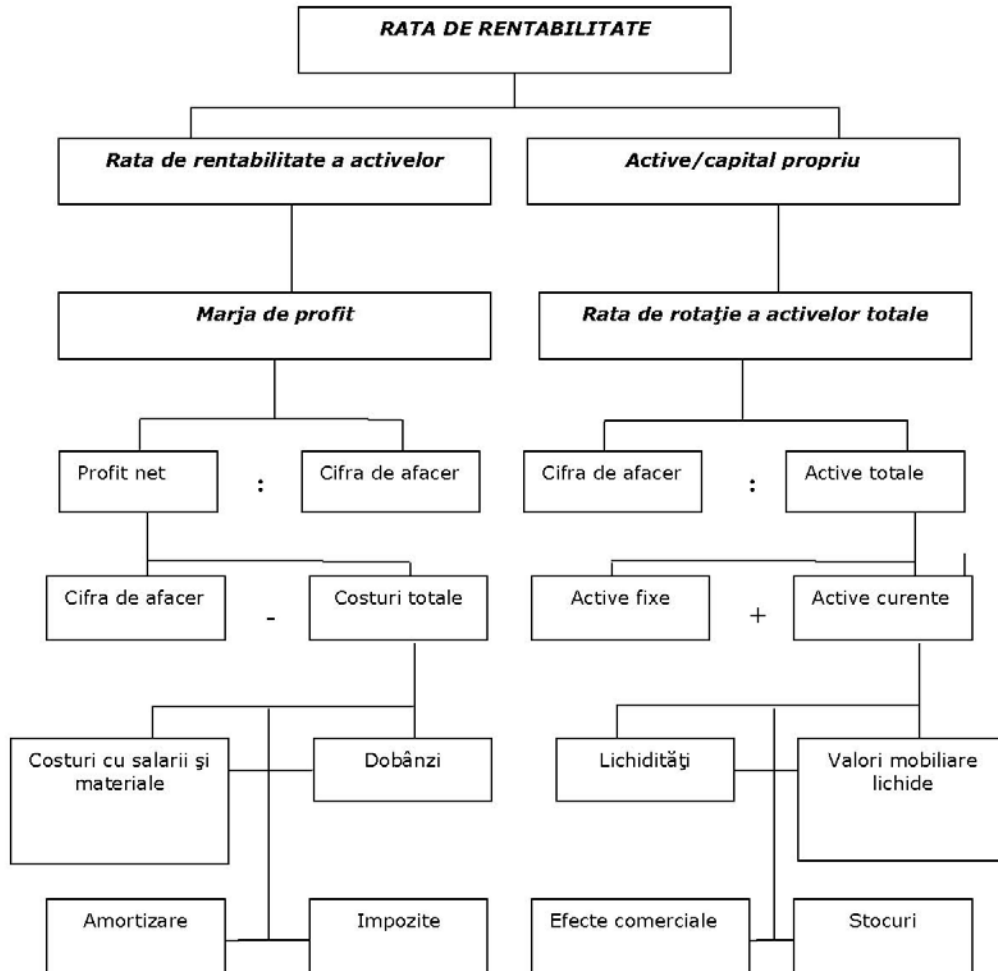 RATA DE RENTABILITATE
Rata de rentabilitate a activelor
Active/capital propriu
Marja de profit
Rata de rotaţie a activelor totale
Profit net
:
Cifra de afacer
Cifra de afacer
:
Active totale
Cifra de afacer
-
Costuri totale
Active fixe
+
Active curente
Costuri cu salarii şi
materiale
Dobânzi
Lichidităţi
Valori mobiliare
lichide
Amortizare
Impozite
Efecte comerciale
Stocuri